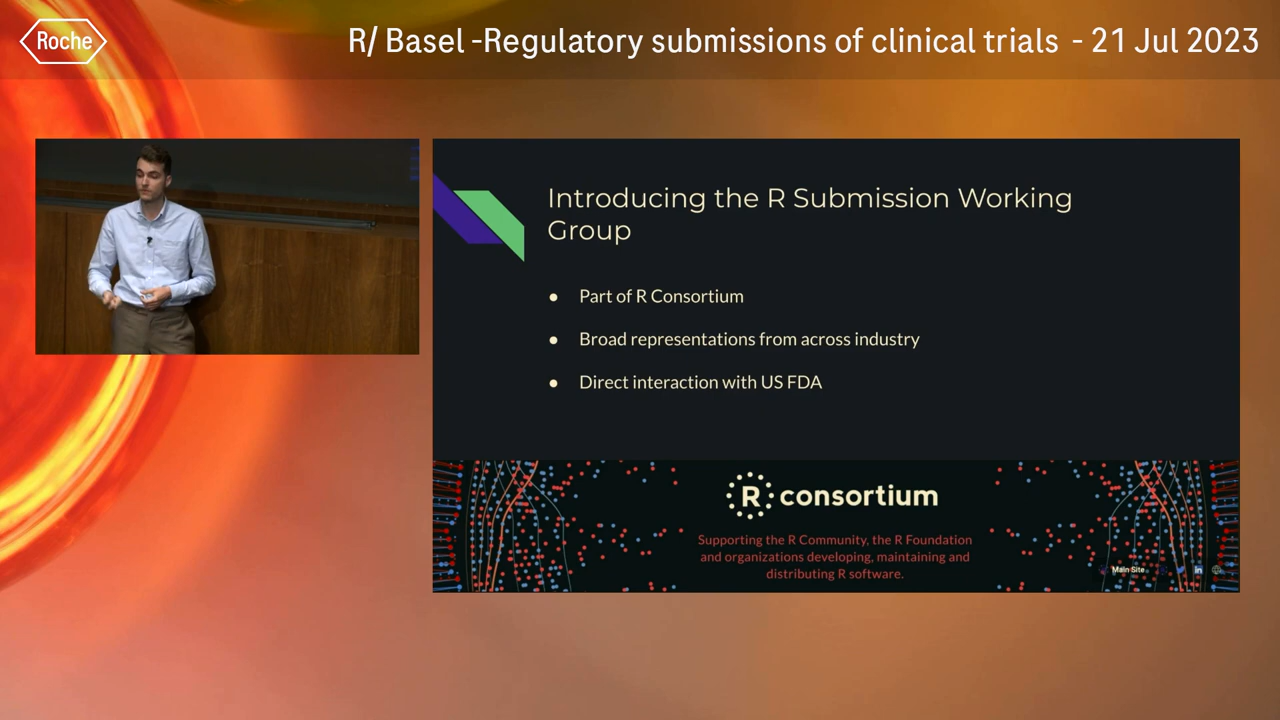 Roche
R/ Basel -Regulatory submissions of clinical trials - 21 Jul 2023
Introducing the R Submission Working
Group
● Part of R Consortium
● Broad representations from across industry
● Direct interaction with US FDA
R consortium
Supporting the R Community, the R Foundation
and organizations developing, maintaining and
distributing R software.
Main Site
in